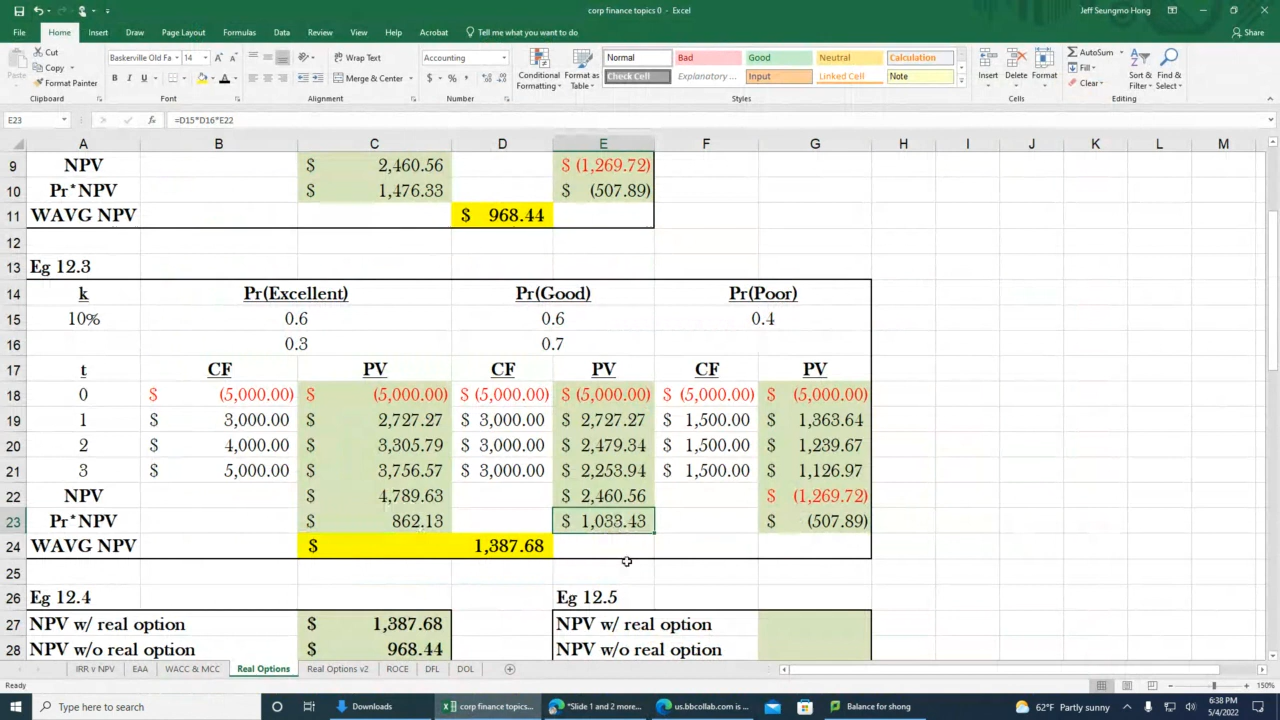 corp finance topics 0 - Excel
Jeff Seungmo Hong
File Home Insert Draw Page Layout Formulas Data Review View Help Acrobat Tell me what you want to do Share
Paste Cut Copy Format Painter
Baskerville Old Fa 14
B I U
Wrap Text
Merge & Center
Accounting
$ % ,
Conditional Formatting Format as Table
Normal Bad Good Neutral Calculation
Check Cell Explanatory ... Input Linked Cell Note
Insert Delete Format
AutoSum
Fill
Clear
Sort & Filter Find & Select
Clipboard Font Alignment Number Styles Cells Editing
E23 fx =D15*D16*E22
A B C D E F G H I J K L M
9 NPV $ 2,460.56 $ (1,269.72)
10 Pr*NPV $ 1,476.33 $ (507.89)
11 WAVG NPV $ 968.44
12
13 Eg 12.3
14 k Pr(Excellent) Pr(Good) Pr(Poor)
15 10% 0.6 0.6 0.4
16 0.3 0.7
17 t CF PV CF PV CF PV
18 0 $ (5,000.00) $ (5,000.00) $ (5,000.00) $ (5,000.00) $ (5,000.00) $ (5,000.00)
19 1 $ 3,000.00 $ 2,727.27 $ 3,000.00 $ 2,727.27 $ 1,500.00 $ 1,363.64
20 2 $ 4,000.00 $ 3,305.79 $ 3,000.00 $ 2,479.34 $ 1,500.00 $ 1,239.67
21 3 $ 5,000.00 $ 3,756.57 $ 3,000.00 $ 2,253.94 $ 1,500.00 $ 1,126.97
22 NPV $ 4,789.63 $ 2,460.56 $ (1,269.72)
23 Pr*NPV $ 862.13 $ 1,033.43 $ (507.89)
24 WAVG NPV $ 1,387.68
25
26 Eg 12.4 Eg 12.5
27 NPV w/ real option $ 1,387.68 NPV w/ real option
28 NPV w/o real option $ 968.44 NPV w/o real option
IRR v NPV EAA WACC & MCC Real Options Real Options v2 ROCE DFL DOL
Ready 150%
Type here to search Downloads corp finance topics... *Slide 1 and 2 more... us.bbcollab.com is ... Balance for shong 62°F Partly sunny 6:38 PM
5/4/2022